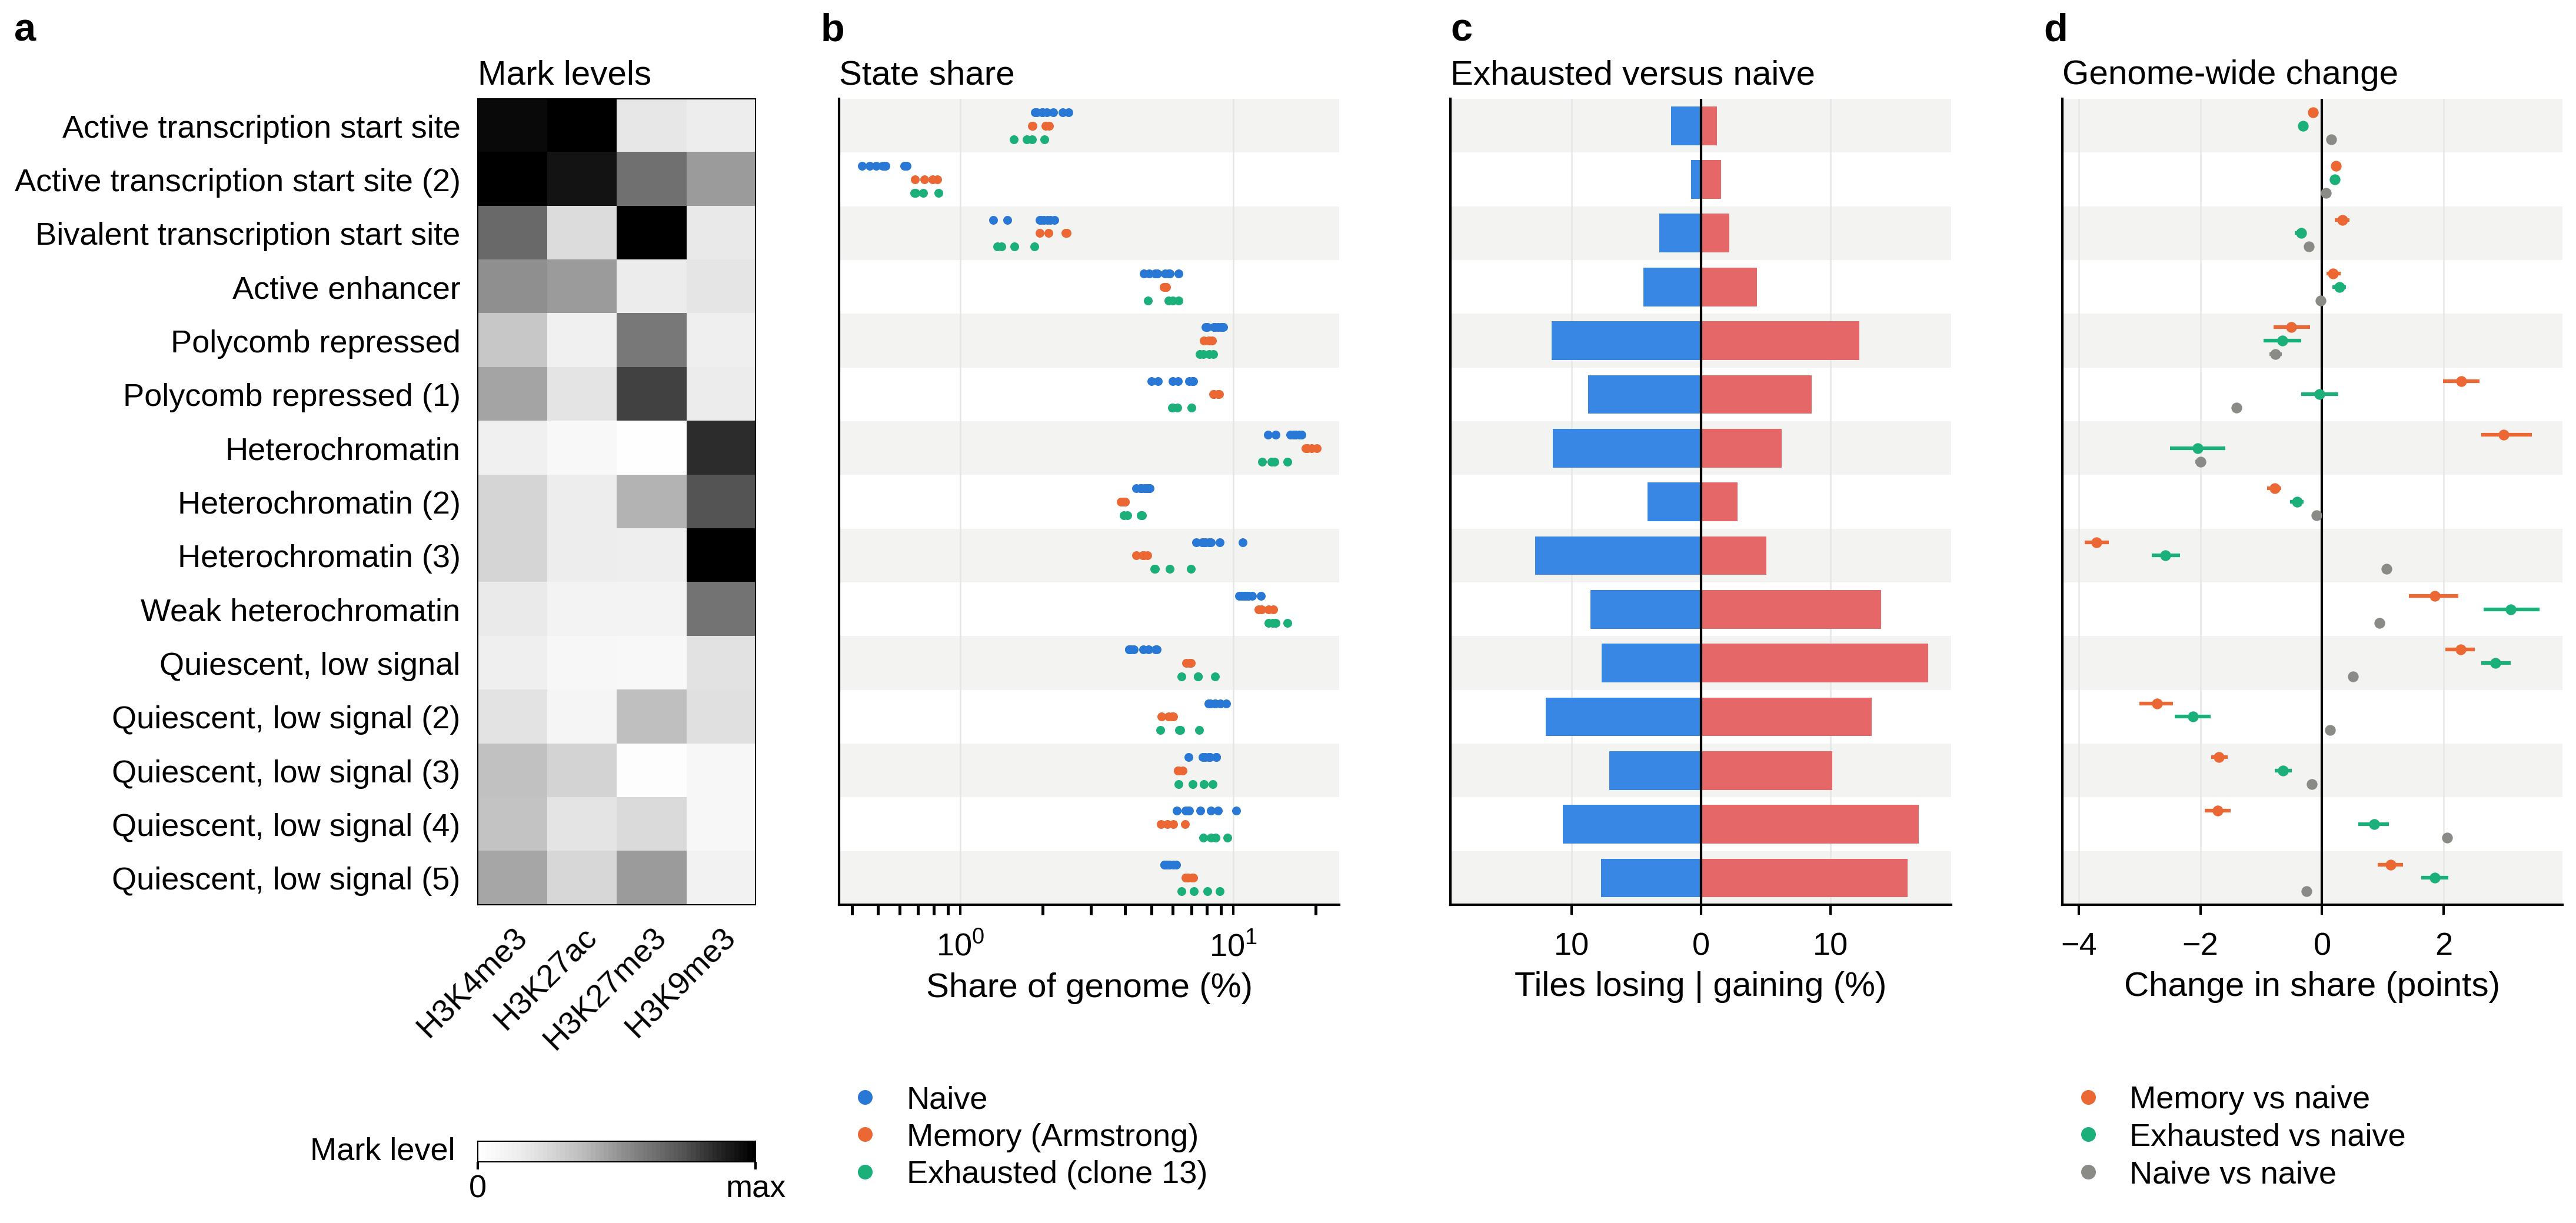 a
b
c
d
Mark levels
State share
Exhausted versus naive
Genome-wide change
Active transcription start site
Active transcription start site (2)
Bivalent transcription start site
Active enhancer
Polycomb repressed
Polycomb repressed (1)
Heterochromatin
Heterochromatin (2)
Heterochromatin (3)
Weak heterochromatin
Quiescent, low signal
Quiescent, low signal (2)
Quiescent, low signal (3)
Quiescent, low signal (4)
Quiescent, low signal (5)
H3K4me3
H3K27ac
H3K27me3
H3K9me3
10⁰ 10¹
Share of genome (%)
10 0 10
Tiles losing | gaining (%)
−4 −2 0 2
Change in share (points)
Mark level
0 max
Naive
Memory (Armstrong)
Exhausted (clone 13)
Memory vs naive
Exhausted vs naive
Naive vs naive